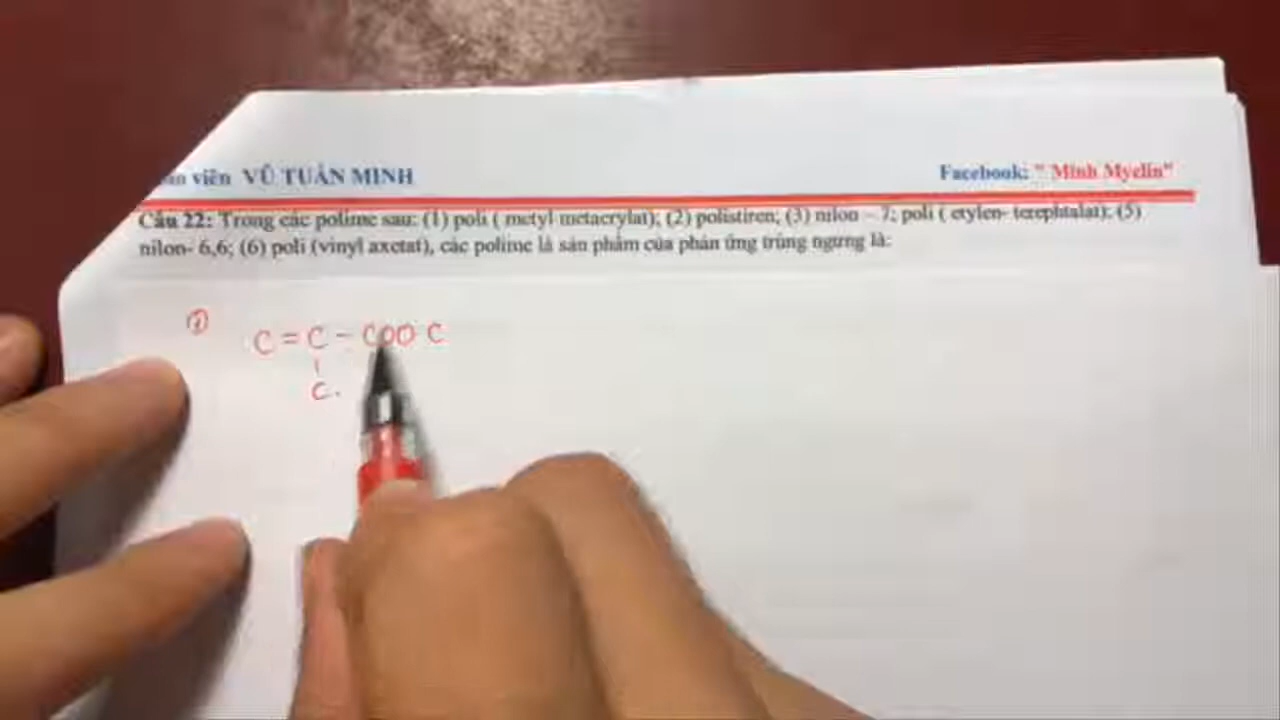 viên VŨ TUẤN MINH
Facebook: " Minh Myelin"
Câu 22: Trong các polime sau: (1) poli ( metyl metacrylat); (2) polistiren; (3) nilon – 7; poli ( etylen- terephtalat); (5)
nilon- 6,6; (6) poli (vinyl axetat), các polime là sản phẩm của phản ứng trùng ngưng là:
① C = C – COO C
C.